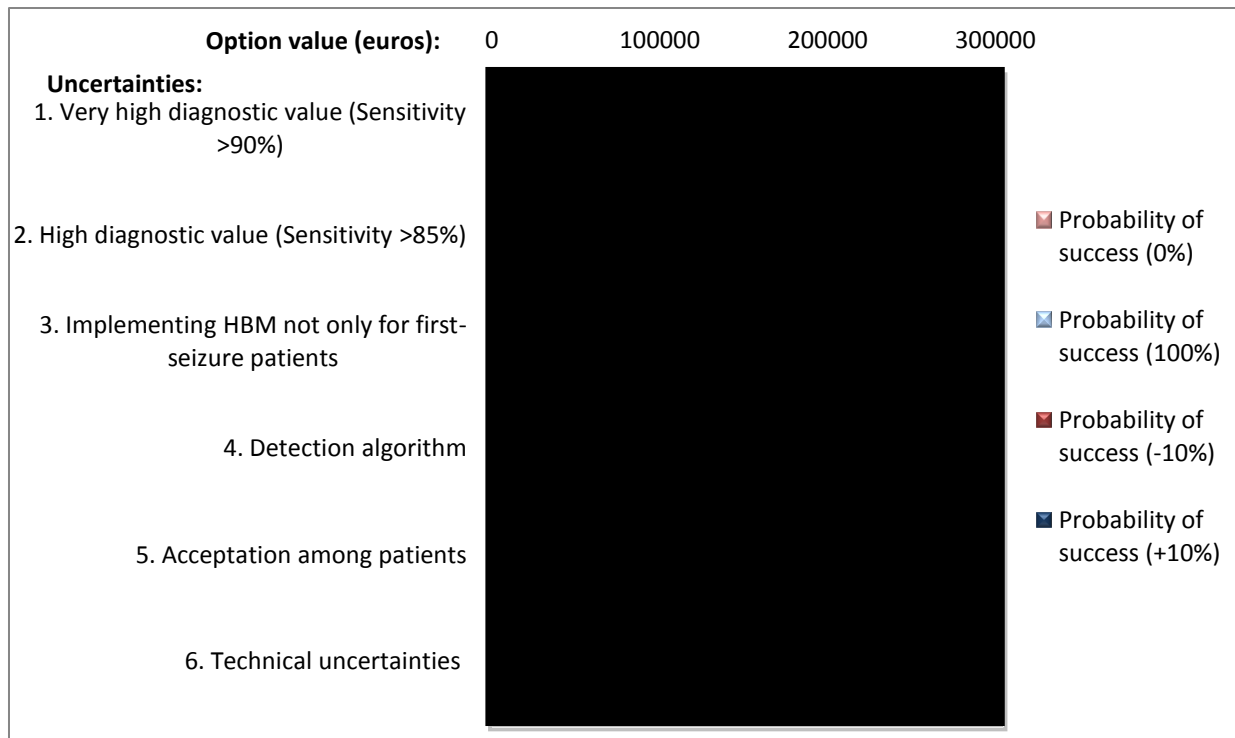 Option value (euros): 0 100000 200000 300000
Uncertainties:
1. Very high diagnostic value (Sensitivity
>90%)
2. High diagnostic value (Sensitivity >85%)
3. Implementing HBM not only for first-
seizure patients
4. Detection algorithm
5. Acceptation among patients
6. Technical uncertainties
Probability of
success (0%)
Probability of
success (100%)
Probability of
success (-10%)
Probability of
success (+10%)